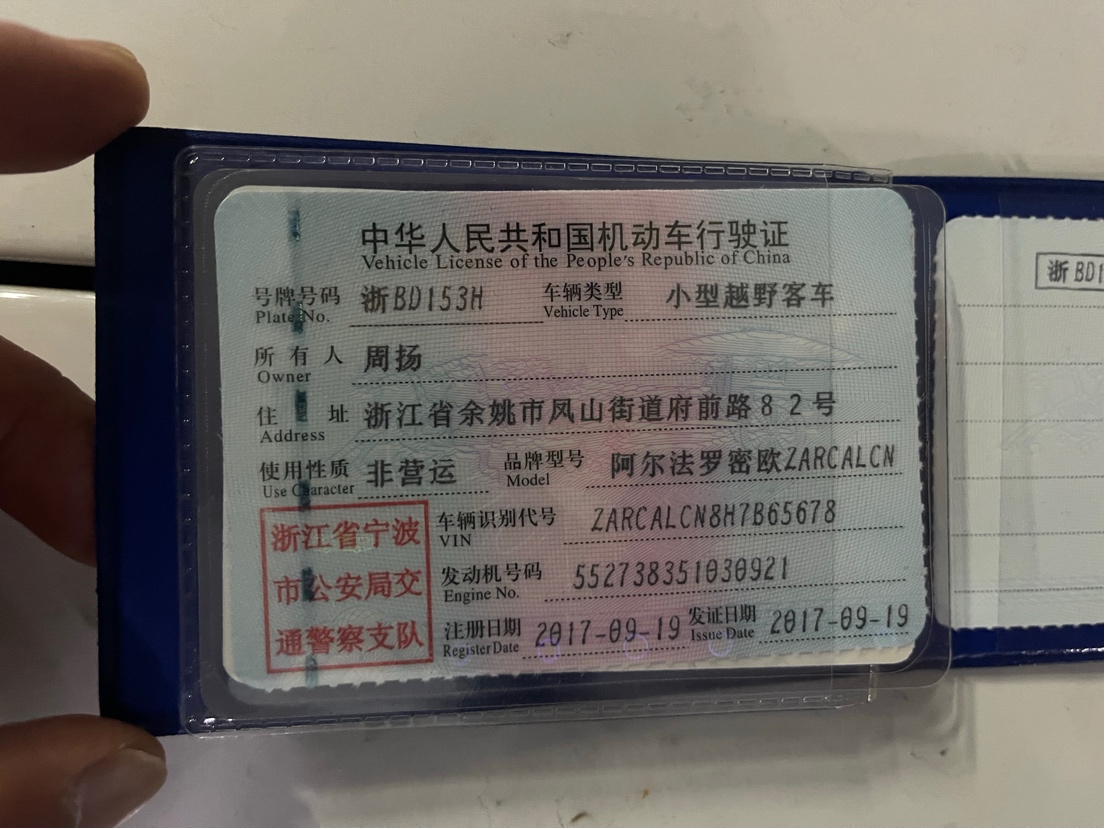 中华人民共和国机动车行驶证
Vehicle License of the People's Republic of China
号牌号码 浙BD153H 车辆类型 小型越野客车
Plate No. Vehicle Type
所有人 周扬
Owner
住址 浙江省余姚市凤山街道府前路82号
Address
使用性质 非营运 品牌型号 阿尔法罗密欧ZARCALCN
Use Character Model
浙江省宁波
市公安局交
通警察支队
车辆识别代号 ZARCALCN8H7B65678
VIN
发动机号码 552738351030921
Engine No.
注册日期 2017-09-19 发证日期 2017-09-19
Register Date Issue Date
浙BD1